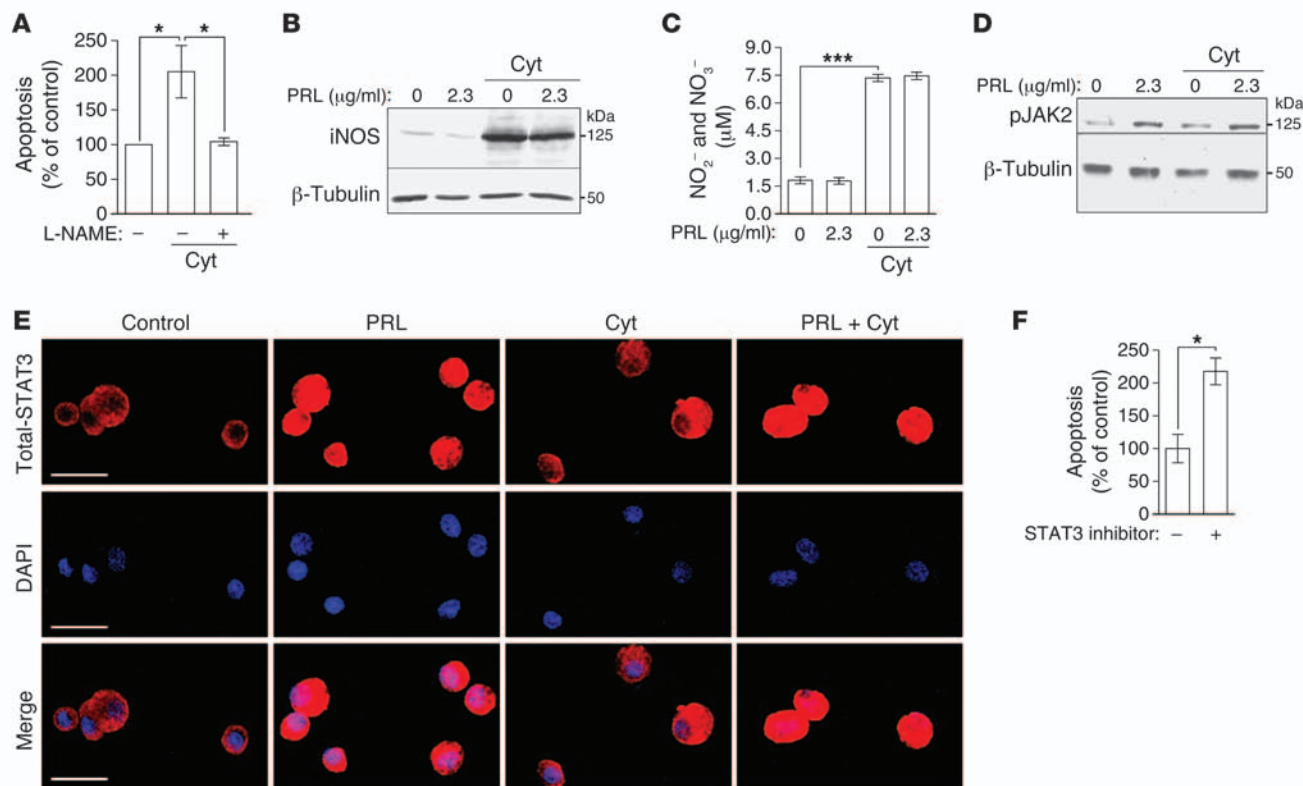 A
*
*
Apoptosis
(% of control)
250
200
150
100
50
0
L-NAME: – – +
Cyt
B
Cyt
PRL (μg/ml): 0 2.3 0 2.3
kDa
iNOS
125
β-Tubulin
50
C
***
NO₂⁻ and NO₃⁻
(μM)
9.0
7.5
6.0
4.5
3.0
1.5
0.0
PRL (μg/ml): 0 2.3 0 2.3
Cyt
D
Cyt
PRL (μg/ml): 0 2.3 0 2.3
kDa
pJAK2
125
β-Tubulin
50
E
Control PRL Cyt PRL + Cyt
Total-STAT3
DAPI
Merge
F
*
Apoptosis
(% of control)
250
200
150
100
50
0
STAT3 inhibitor: – +